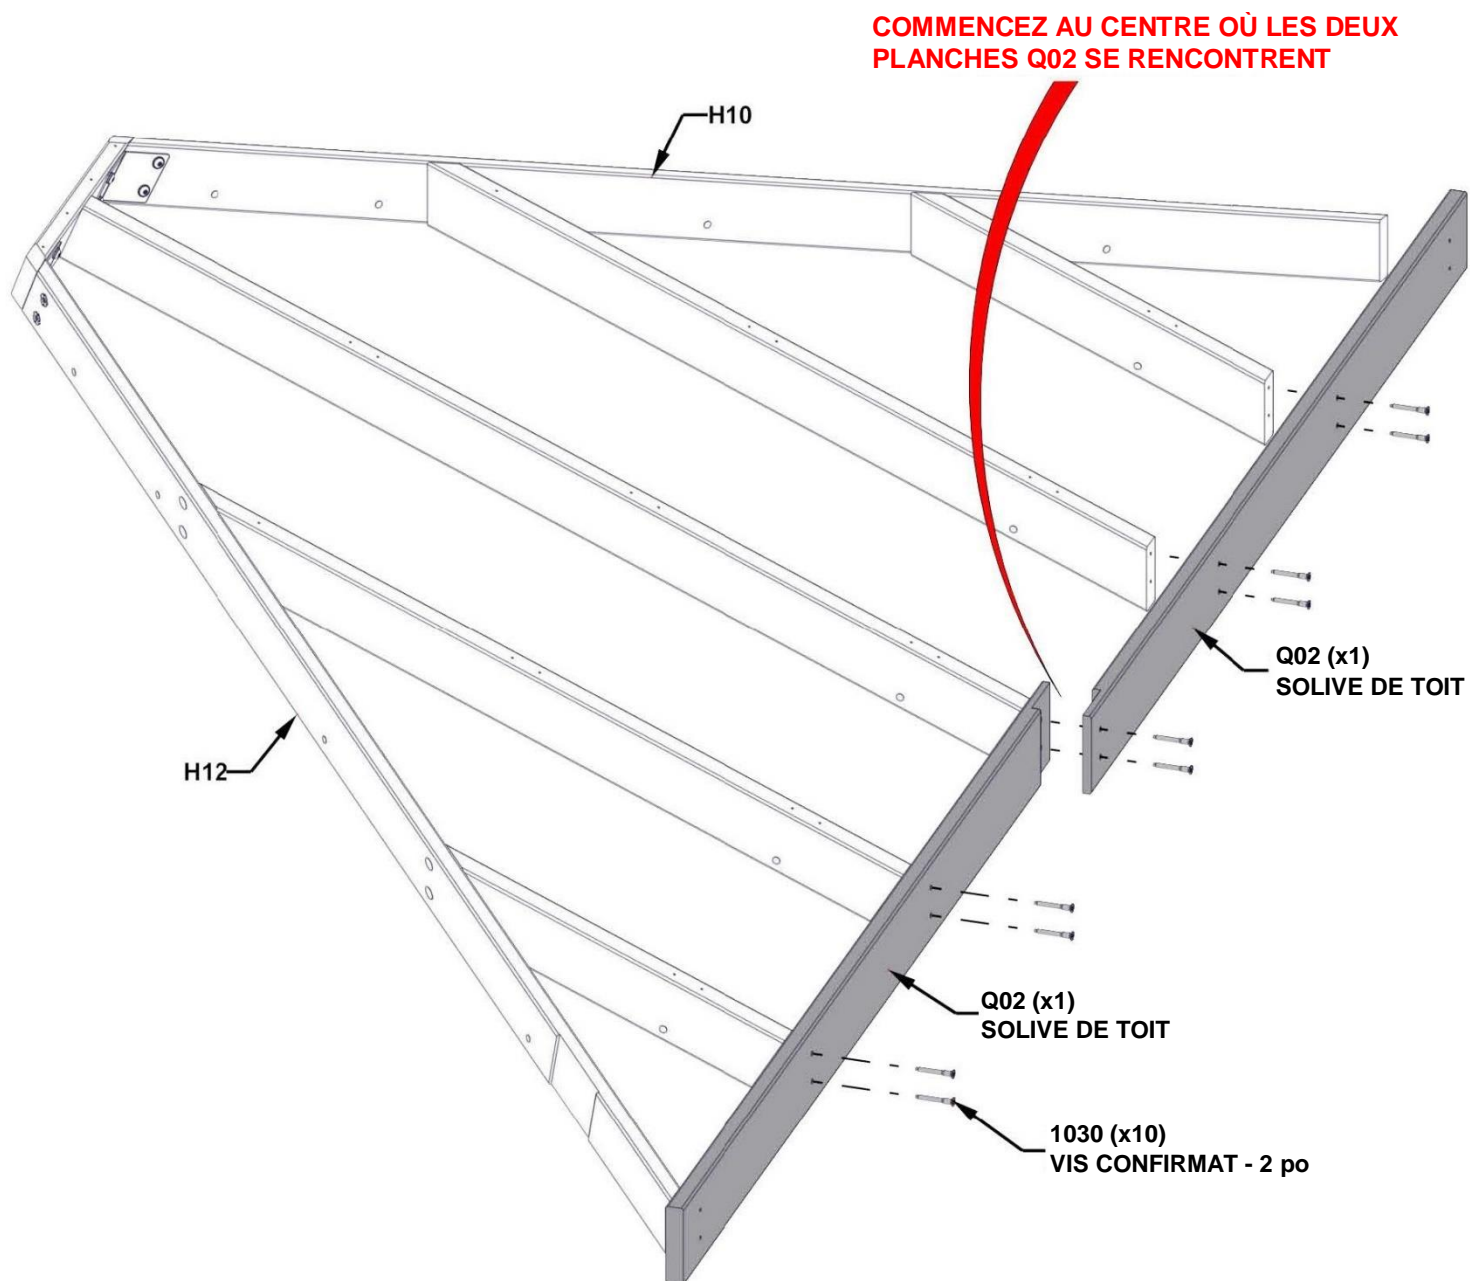 COMMENCEZ AU CENTRE OÙ LES DEUX
PLANCHES Q02 SE RENCONTRENT
H10
Q02 (x1)
SOLIVE DE TOIT
H12
Q02 (x1)
SOLIVE DE TOIT
1030 (x10)
VIS CONFIRMAT - 2 po